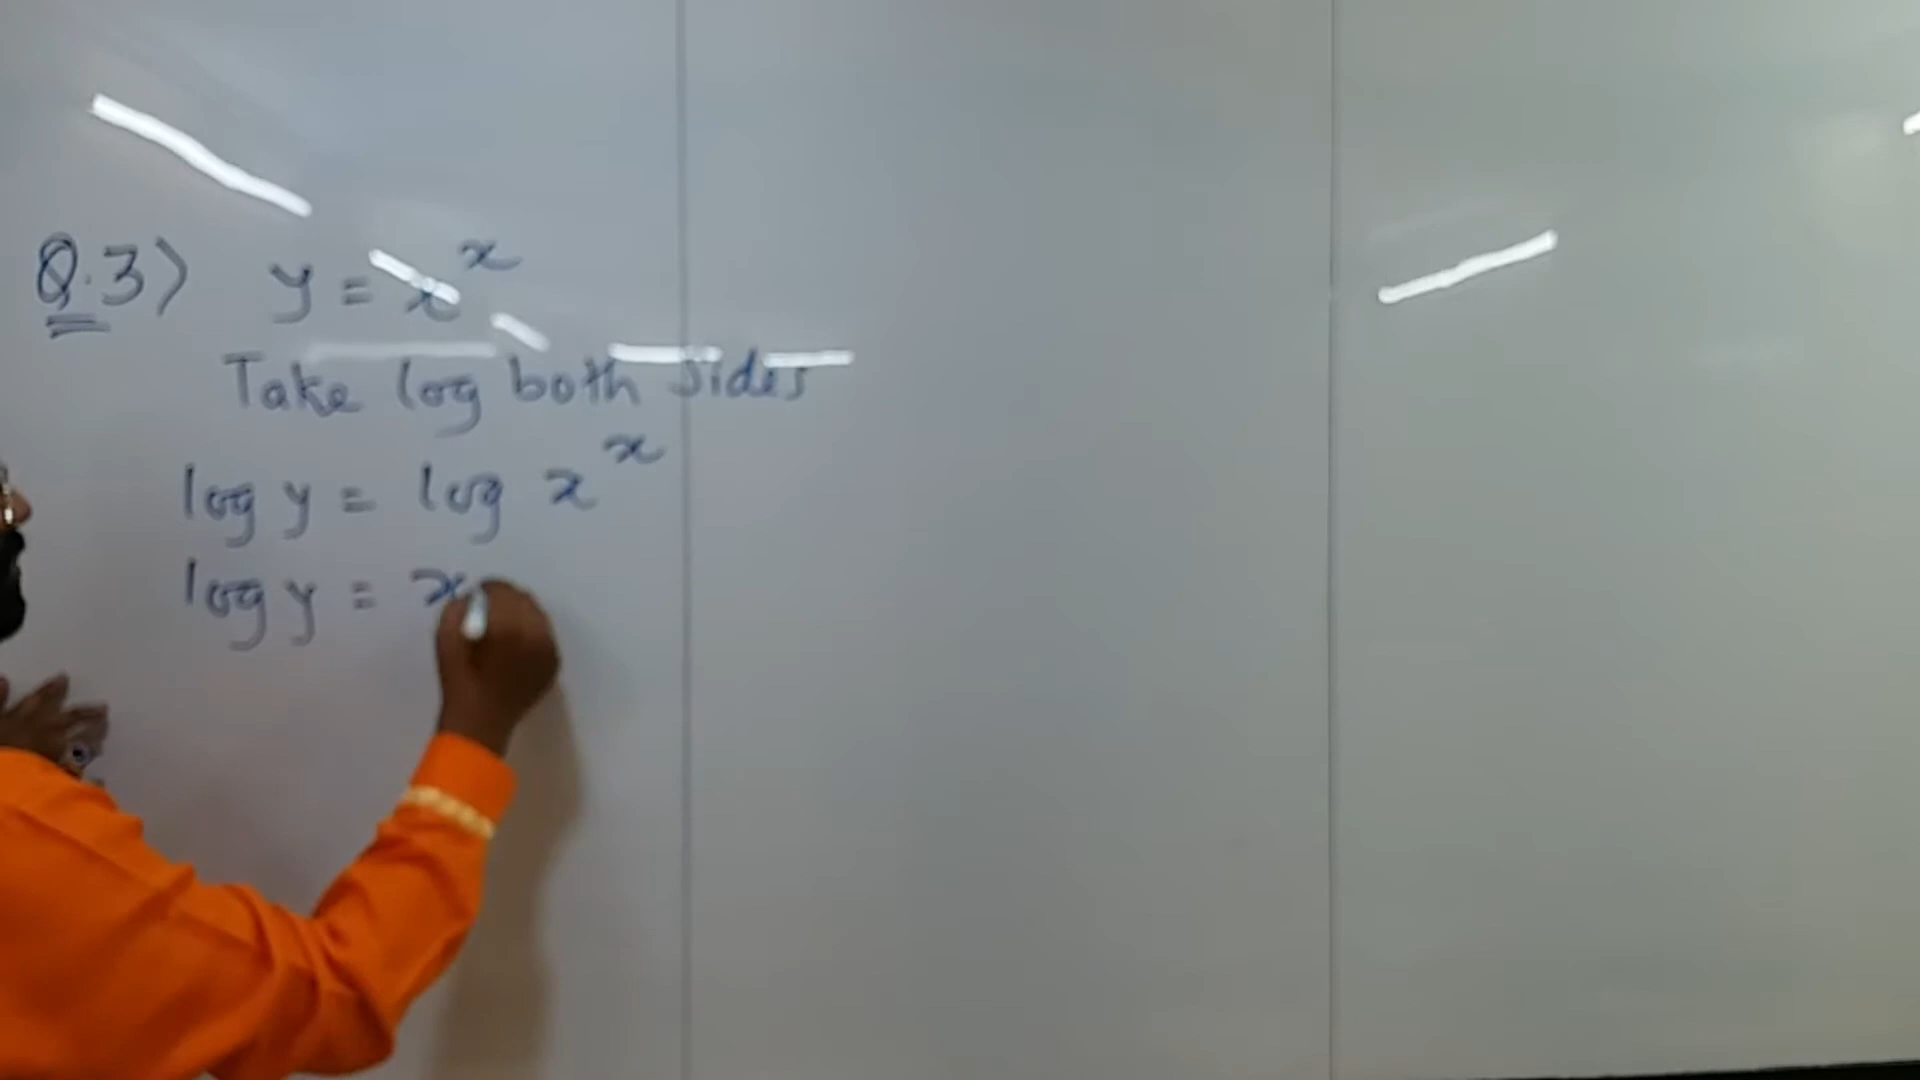 Q.3) y = x^x
Take log both sides
log y = log x^x
log y = x